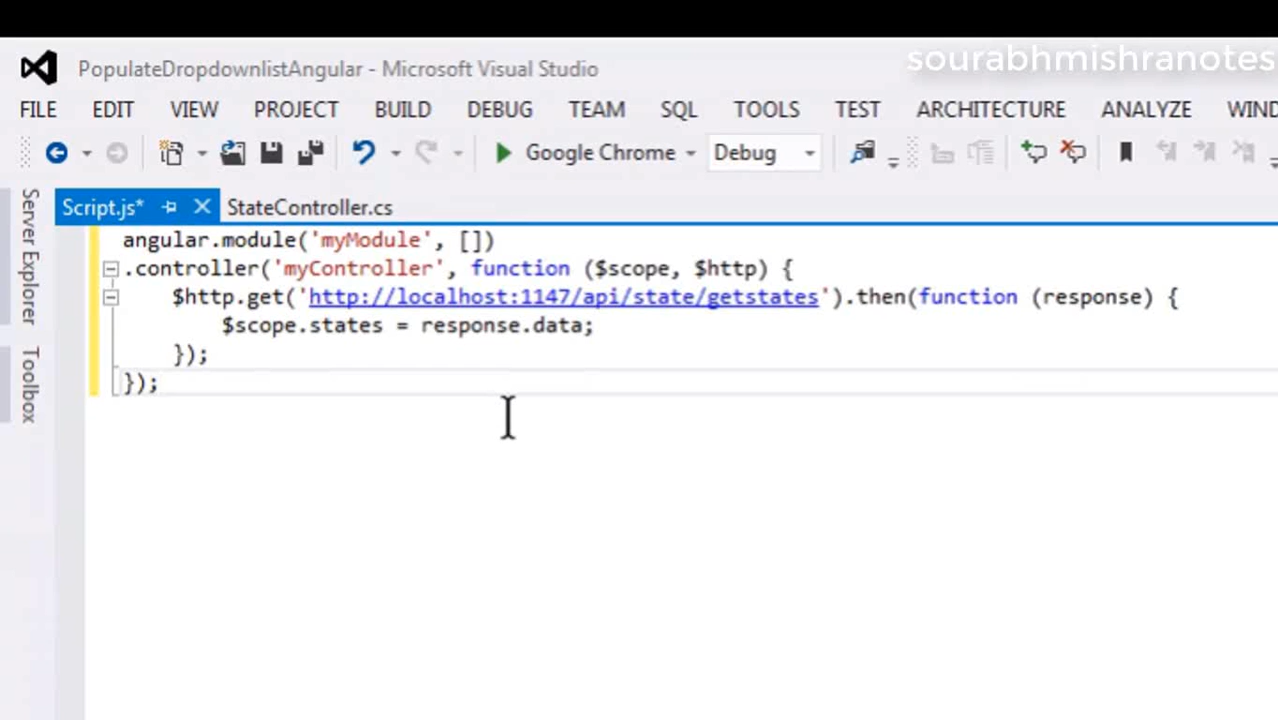 sourabhmishranotes
PopulateDropdownlistAngular - Microsoft Visual Studio
FILE EDIT VIEW PROJECT BUILD DEBUG TEAM SQL TOOLS TEST ARCHITECTURE ANALYZE WIND
Google Chrome Debug
Server Explorer
Toolbox
Script.js* StateController.cs
angular.module('myModule', [])
.controller('myController', function ($scope, $http) {
$http.get('http://localhost:1147/api/state/getstates').then(function (response) {
$scope.states = response.data;
});
});